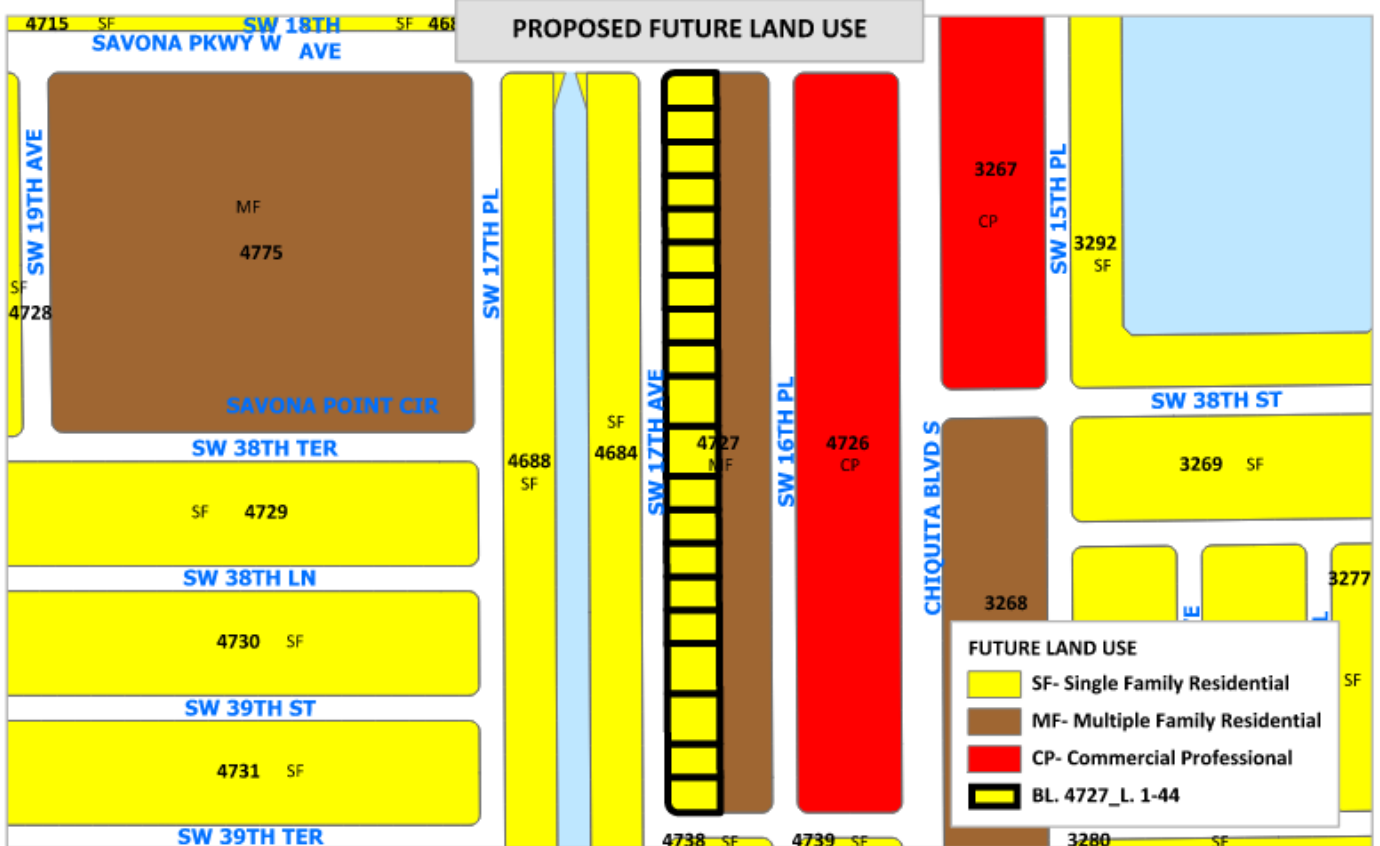 4715 SF SW 18TH SF
SAVONA PKWY W AVE
PROPOSED FUTURE LAND USE
SW 19TH AVE
MF
4775
SF
4728
SAVONA POINT CIR
SW 38TH TER
SF 4729
SW 38TH LN
4730 SF
SW 39TH ST
4731 SF
SW 39TH TER
SW 17TH PL
4688
SF
SF
4684
SW 17TH AVE
4727
MF
SW 16TH PL
4726
CP
4738 SF
4739 SF
CHIQUITA BLVD S
3267
CP
SW 15TH PL
3292
SF
SW 38TH ST
3269 SF
3268
3277
SF
FUTURE LAND USE
SF- Single Family Residential
MF- Multiple Family Residential
CP- Commercial Professional
BL. 4727_L. 1-44
3280 SF